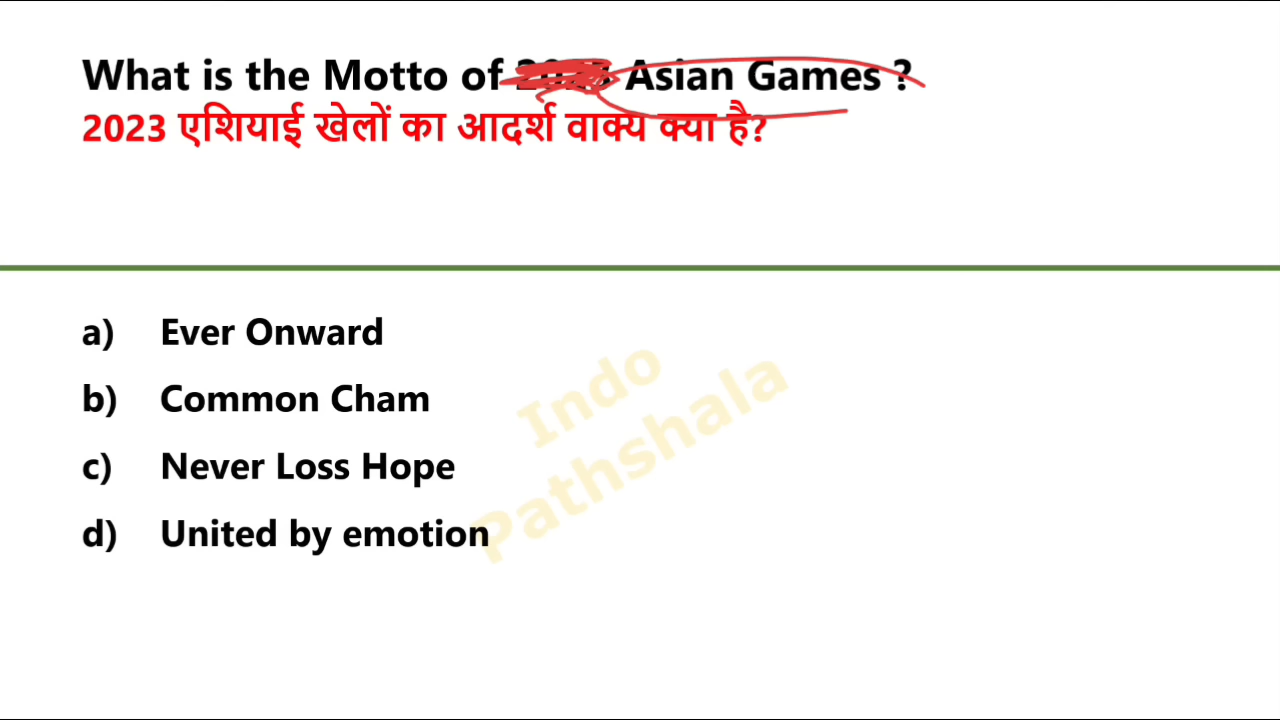 What is the Motto of 2023 Asian Games ?
2023 एशियाई खेलों का आदर्श वाक्य क्या है?
a) Ever Onward
b) Common Cham
c) Never Loss Hope
d) United by emotion
Indo
Pathshala